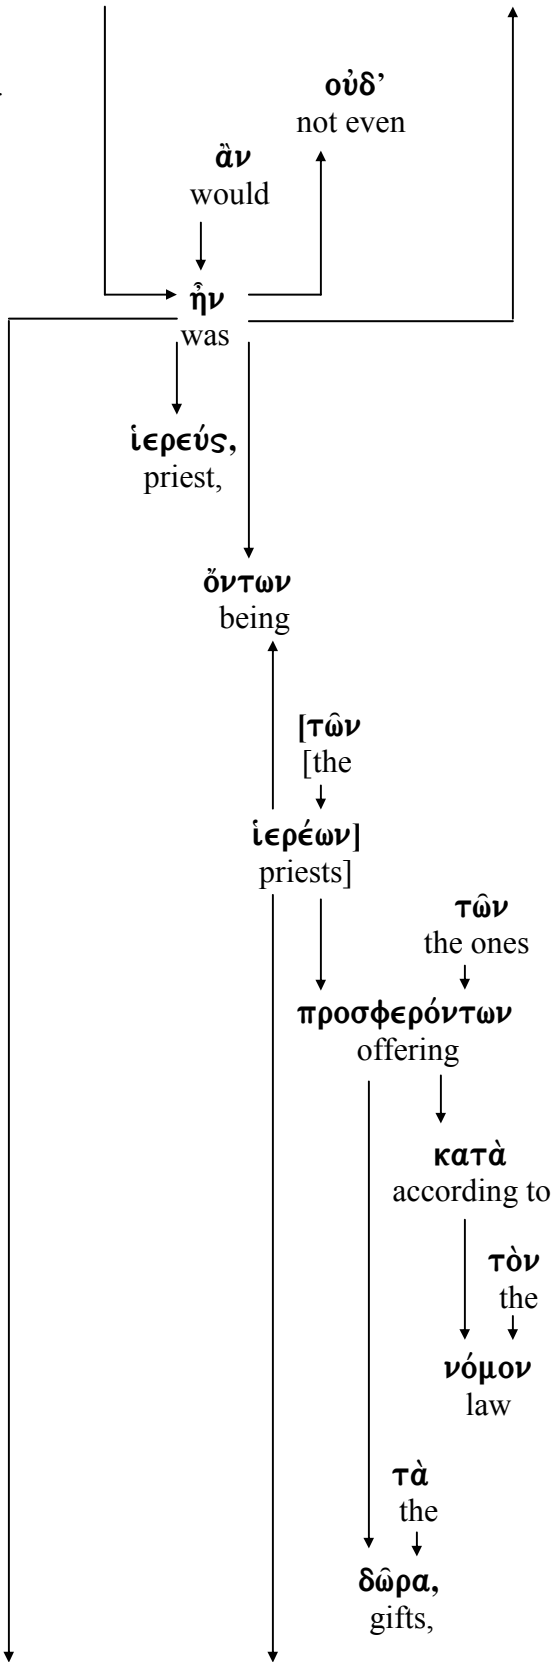 οὐδ’
not even
ἂν
would
ἦν
was
ἱερεύς,
priest,
ὄντων
being
[τῶν
[the
ἱερέων]
priests]
τῶν
the ones
προσφερόντων
offering
κατὰ
according to
τὸν
the
νόμον
law
τὰ
the
δῶρα,
gifts,